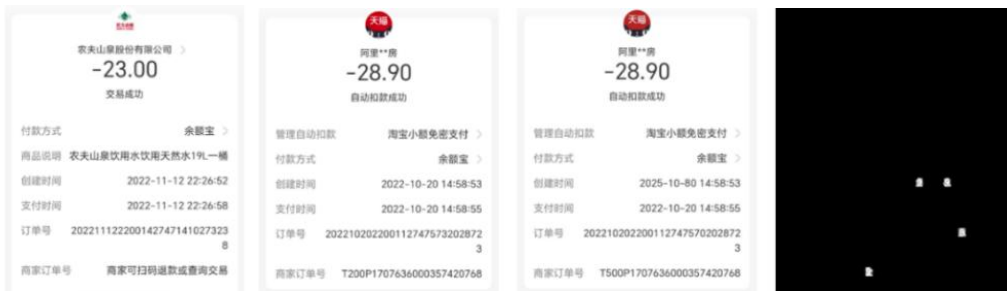 农夫山泉股份有限公司 >
-23.00
交易成功
付款方式 余额宝 >
商品说明 农夫山泉饮用水饮用天然水19L一桶
创建时间 2022-11-12 22:26:52
支付时间 2022-11-12 22:26:58
订单号 202211122200142747141027323
8
商家订单号 商家可扫码退款或查询交易
天猫
阿里**房
-28.90
自动扣款成功
管理自动扣款 淘宝小额免密支付 >
付款方式 余额宝 >
创建时间 2022-10-20 14:58:53
支付时间 2022-10-20 14:58:55
订单号 20221020220011274757320287​2
3
商家订单号 T200P1707636000357420768
天猫
阿里**房
-28.90
自动扣款成功
管理自动扣款 淘宝小额免密支付 >
付款方式 余额宝 >
创建时间 2025-10-80 14:58:53
支付时间 2022-10-20 14:58:55
订单号 202210202200112747570202872
3
商家订单号 T500P1707636000357420768